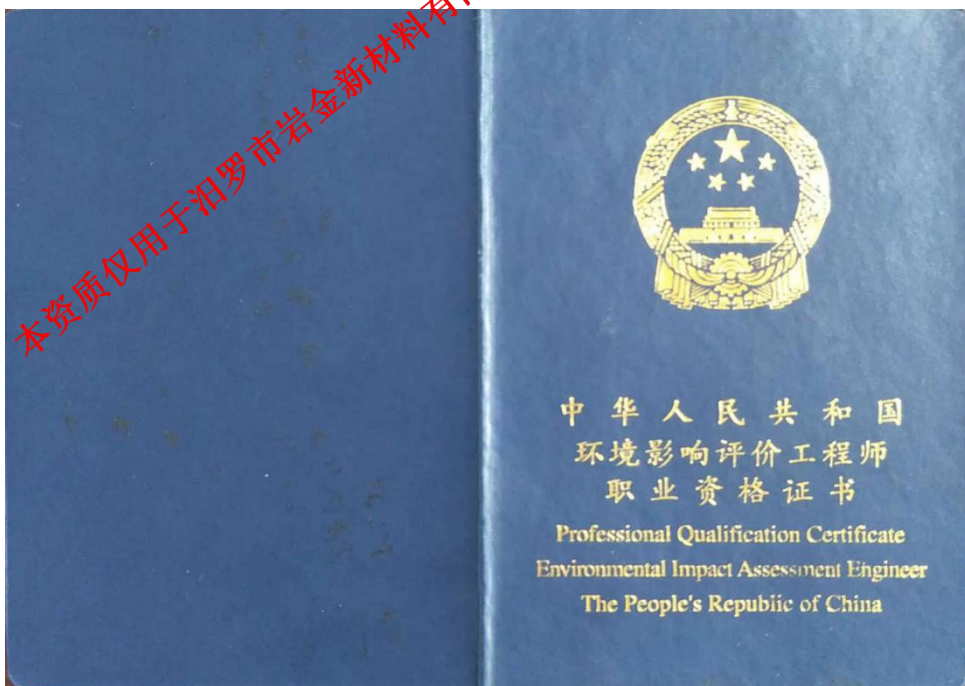 本资质仅用于汨罗市岩金新材料有
中华人民共和国
环境影响评价工程师
职业资格证书
Professional Qualification Certificate
Environmental Impact Assessment Engineer
The People's Republic of China